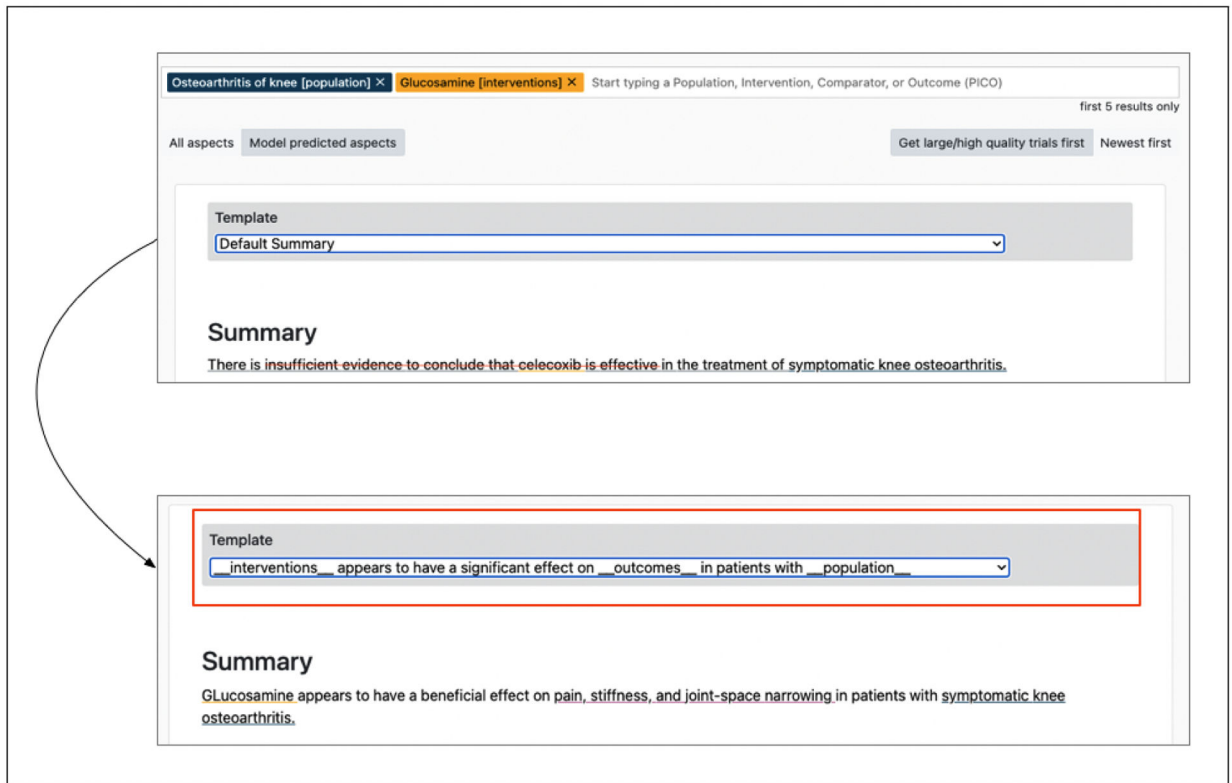 Osteoarthritis of knee [population] × Glucosamine [interventions] × Start typing a Population, Intervention, Comparator, or Outcome (PICO)
first 5 results only
All aspects Model predicted aspects Get large/high quality trials first Newest first
Template
Default Summary
Summary
There is insufficient evidence to conclude that celecoxib is effective in the treatment of symptomatic knee osteoarthritis.
Template
__interventions__ appears to have a significant effect on __outcomes__ in patients with __population__
Summary
GLucosamine appears to have a beneficial effect on pain, stiffness, and joint-space narrowing in patients with symptomatic knee
osteoarthritis.